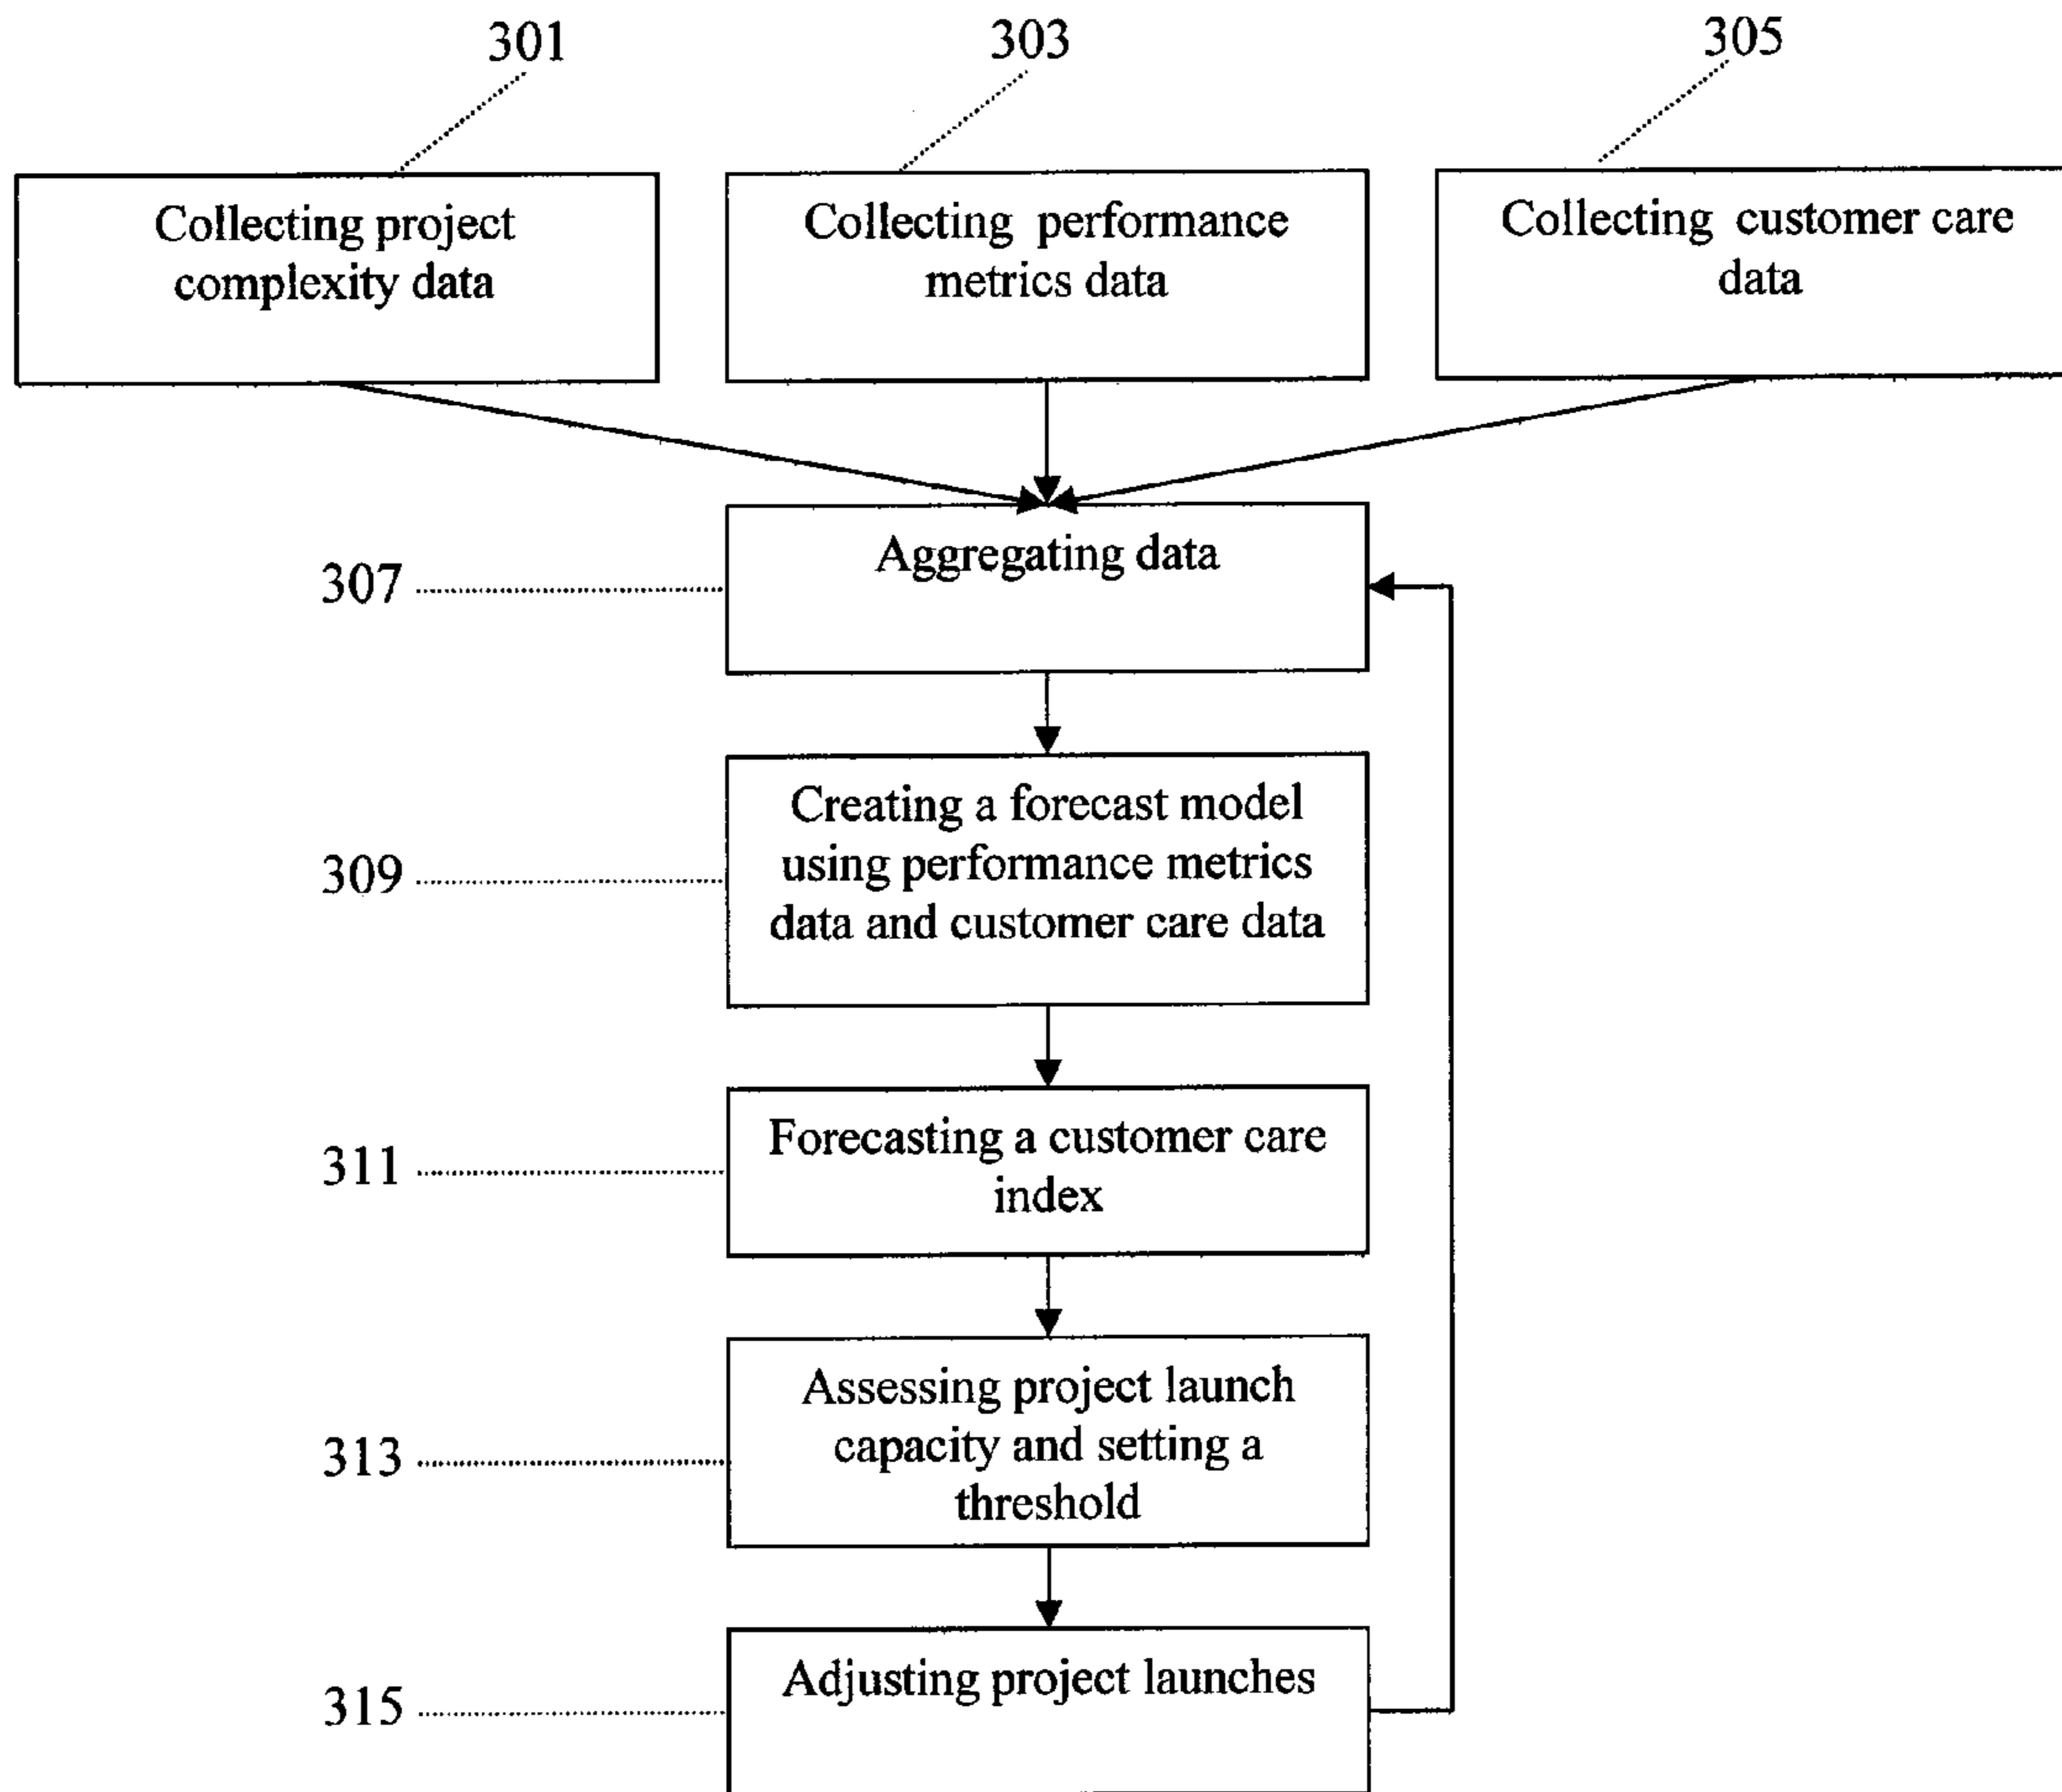 301
303
305
Collecting project
complexity data
Collecting performance
metrics data
Collecting customer care
data
307
Aggregating data
309
Creating a forecast model
using performance metrics
data and customer care data
311
Forecasting a customer care
index
313
Assessing project launch
capacity and setting a
threshold
315
Adjusting project launches